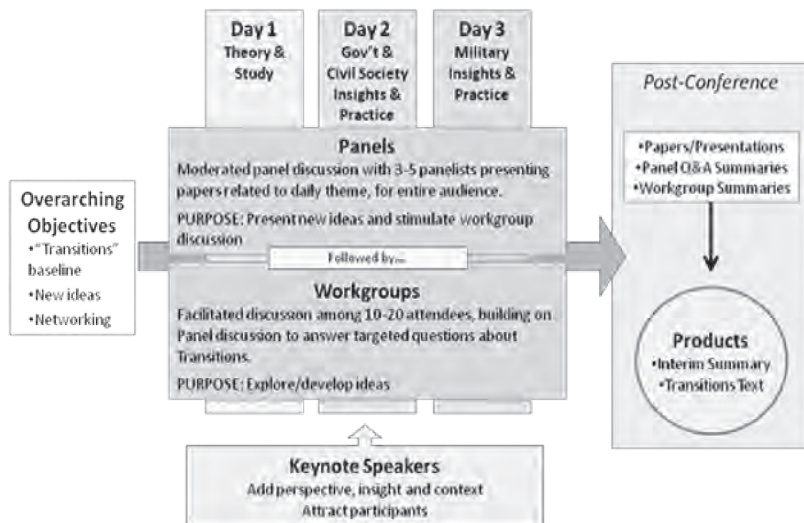 Day 1
Theory &
Study
Day 2
Gov't &
Civil Society
Insights &
Practice
Day 3
Military
Insights &
Practice
Panels
Moderated panel discussion with 3-5 panelists presenting
papers related to daily theme, for entire audience.
PURPOSE: Present new ideas and stimulate workgroup
discussion
Followed by...
Workgroups
Facilitated discussion among 10-20 attendees, building on
Panel discussion to answer targeted questions about
Transitions.
PURPOSE: Explore/develop ideas
Overarching
Objectives
•"Transitions"
baseline
•New ideas
•Networking
Keynote Speakers
Add perspective, insight and context
Attract participants
Post-Conference
•Papers/Presentations
•Panel Q&A Summaries
•Workgroup Summaries
Products
•Interim Summary
•Transitions Text